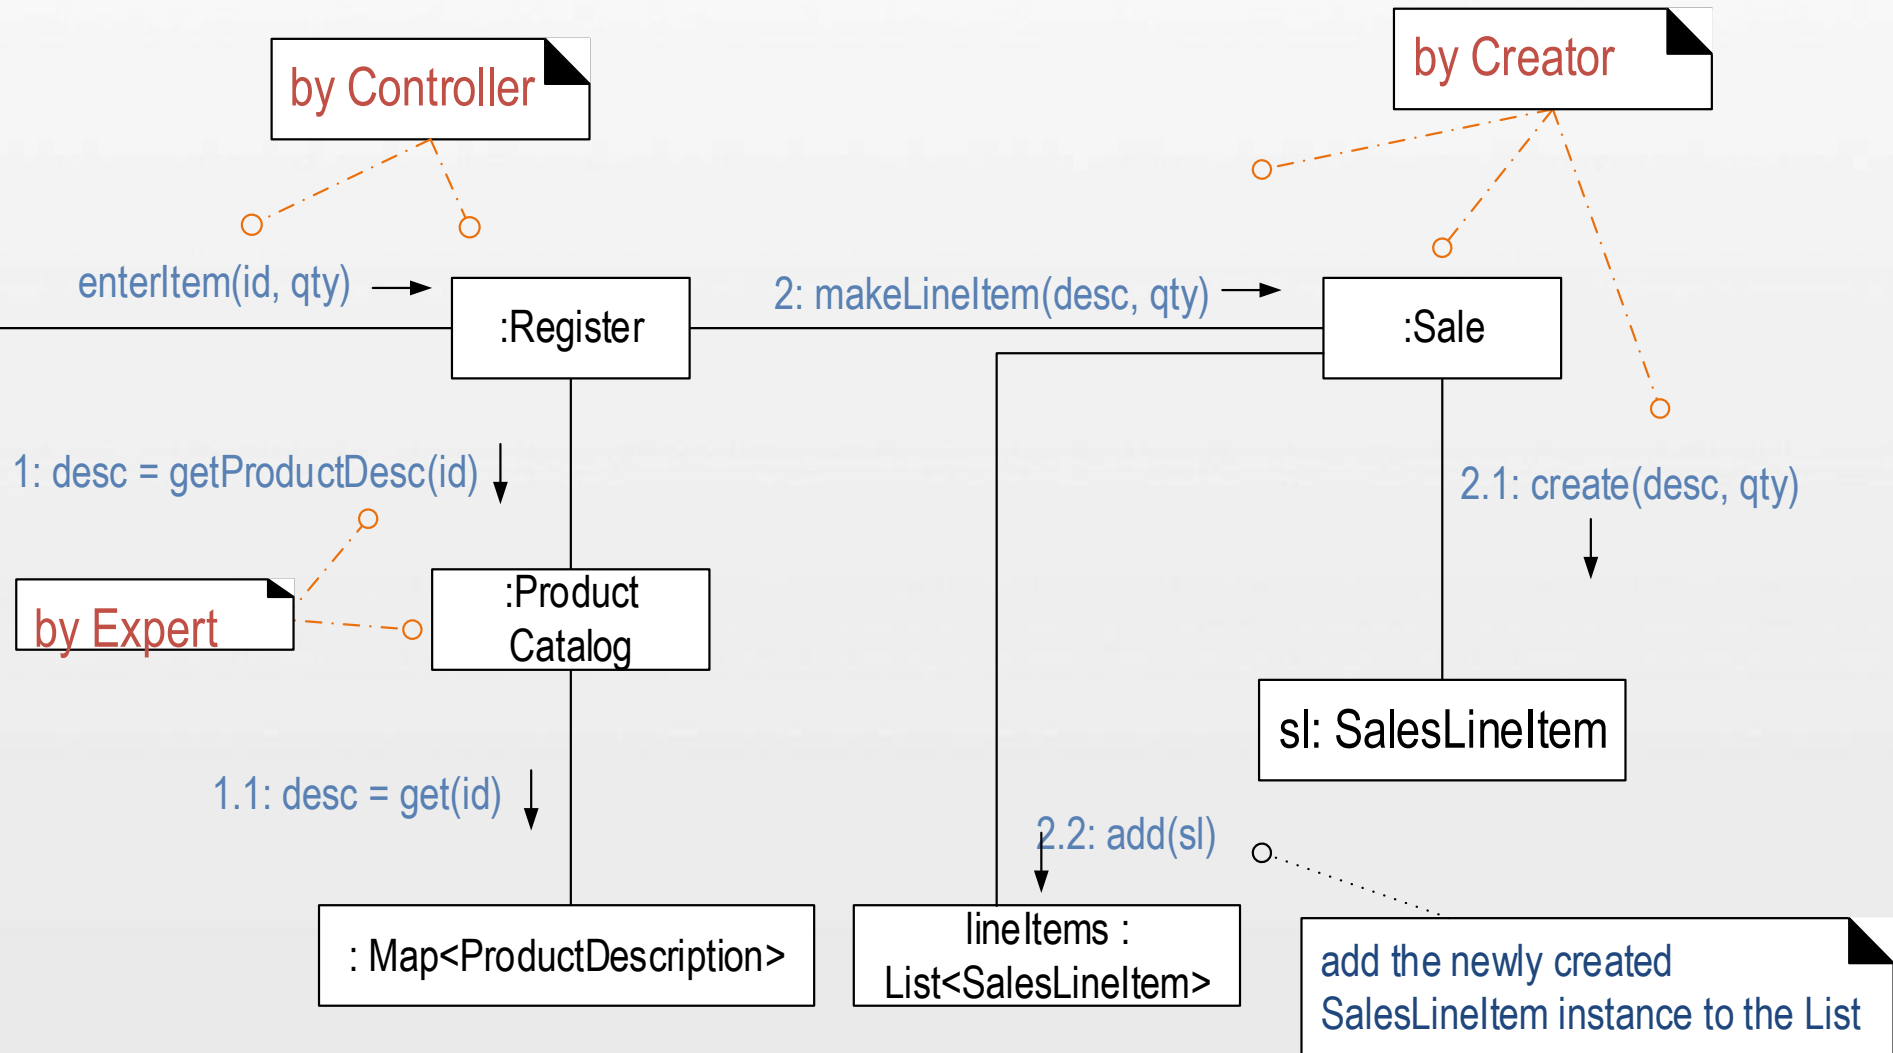 by Controller
by Creator
enterItem(id, qty)
2: makeLineItem(desc, qty)
:Register
:Sale
1: desc = getProductDesc(id)
2.1: create(desc, qty)
by Expert
:Product
Catalog
sl: SalesLineItem
1.1: desc = get(id)
2.2: add(sl)
: Map<ProductDescription>
lineItems :
List<SalesLineItem>
add the newly created
SalesLineItem instance to the List